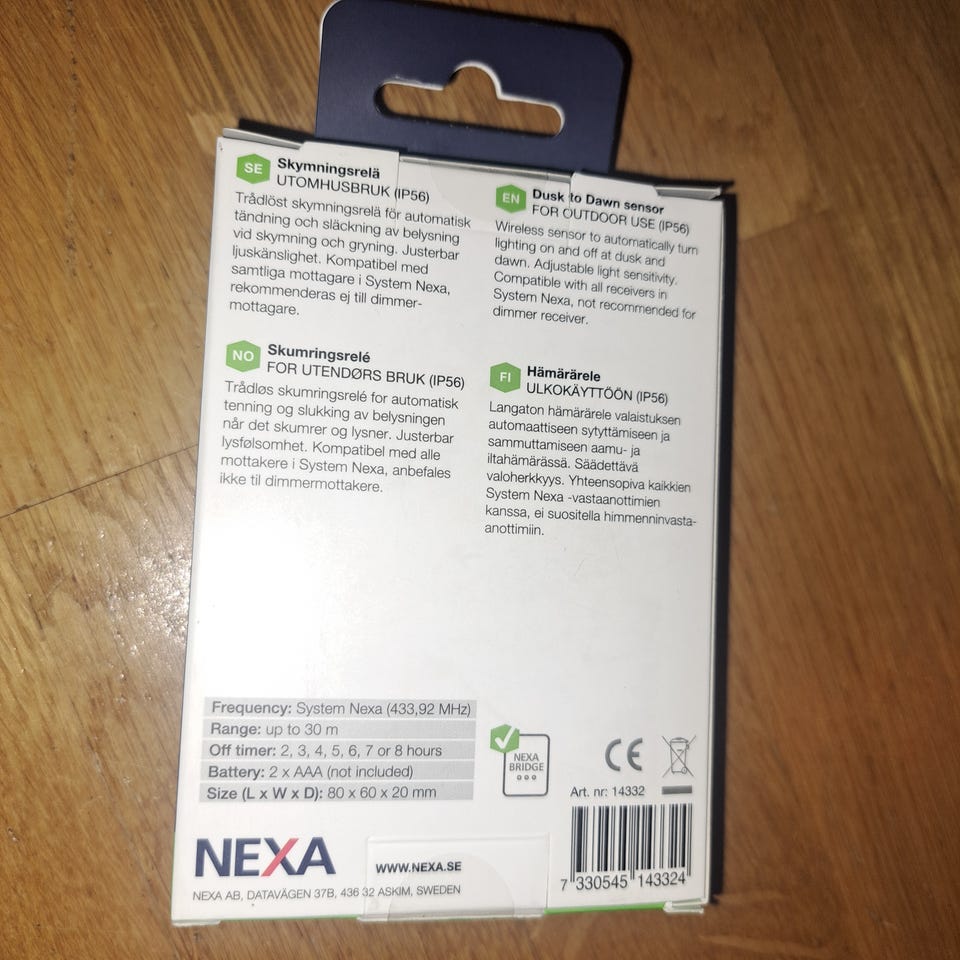 SE Skymningsrelä
UTOMHUSBRUK (IP56)
Trådlöst skymningsrelä för automatisk
tändning och släckning av belysning
vid skymning och gryning. Justerbar
ljuskänslighet. Kompatibel med
samtliga mottagare i System Nexa,
rekommenderas ej till dimmer-
mottagare.
EN Dusk to Dawn sensor
FOR OUTDOOR USE (IP56)
Wireless sensor to automatically turn
lighting on and off at dusk and
dawn. Adjustable light sensitivity.
Compatible with all receivers in
System Nexa, not recommended for
dimmer receiver.
NO Skumringsrelé
FOR UTENDØRS BRUK (IP56)
Trådløs skumringsrelé for automatisk
tenning og slukking av belysningen
når det skumrer og lysner. Justerbar
lysfølsomhet. Kompatibel med alle
mottakere i System Nexa, anbefales
ikke til dimmermottakere.
FI Hämärärele
ULKOKÄYTTÖÖN (IP56)
Langaton hämärärele valaistuksen
automaattiseen sytyttämiseen ja
sammuttamiseen aamu- ja
iltahämärässä. Säädettävä
valoherkkyys. Yhteensopiva kaikkien
System Nexa -vastaanottimien
kanssa, ei suositella himmenninvasta-
anottimiin.
Frequency: System Nexa (433,92 MHz)
Range: up to 30 m
Off timer: 2, 3, 4, 5, 6, 7 or 8 hours
Battery: 2 x AAA (not included)
Size (L x W x D): 80 x 60 x 20 mm
NEXA
BRIDGE
CE
Art. nr: 14332
7 330545 143324
NEXA
WWW.NEXA.SE
NEXA AB, DATAVÄGEN 37B, 436 32 ASKIM, SWEDEN